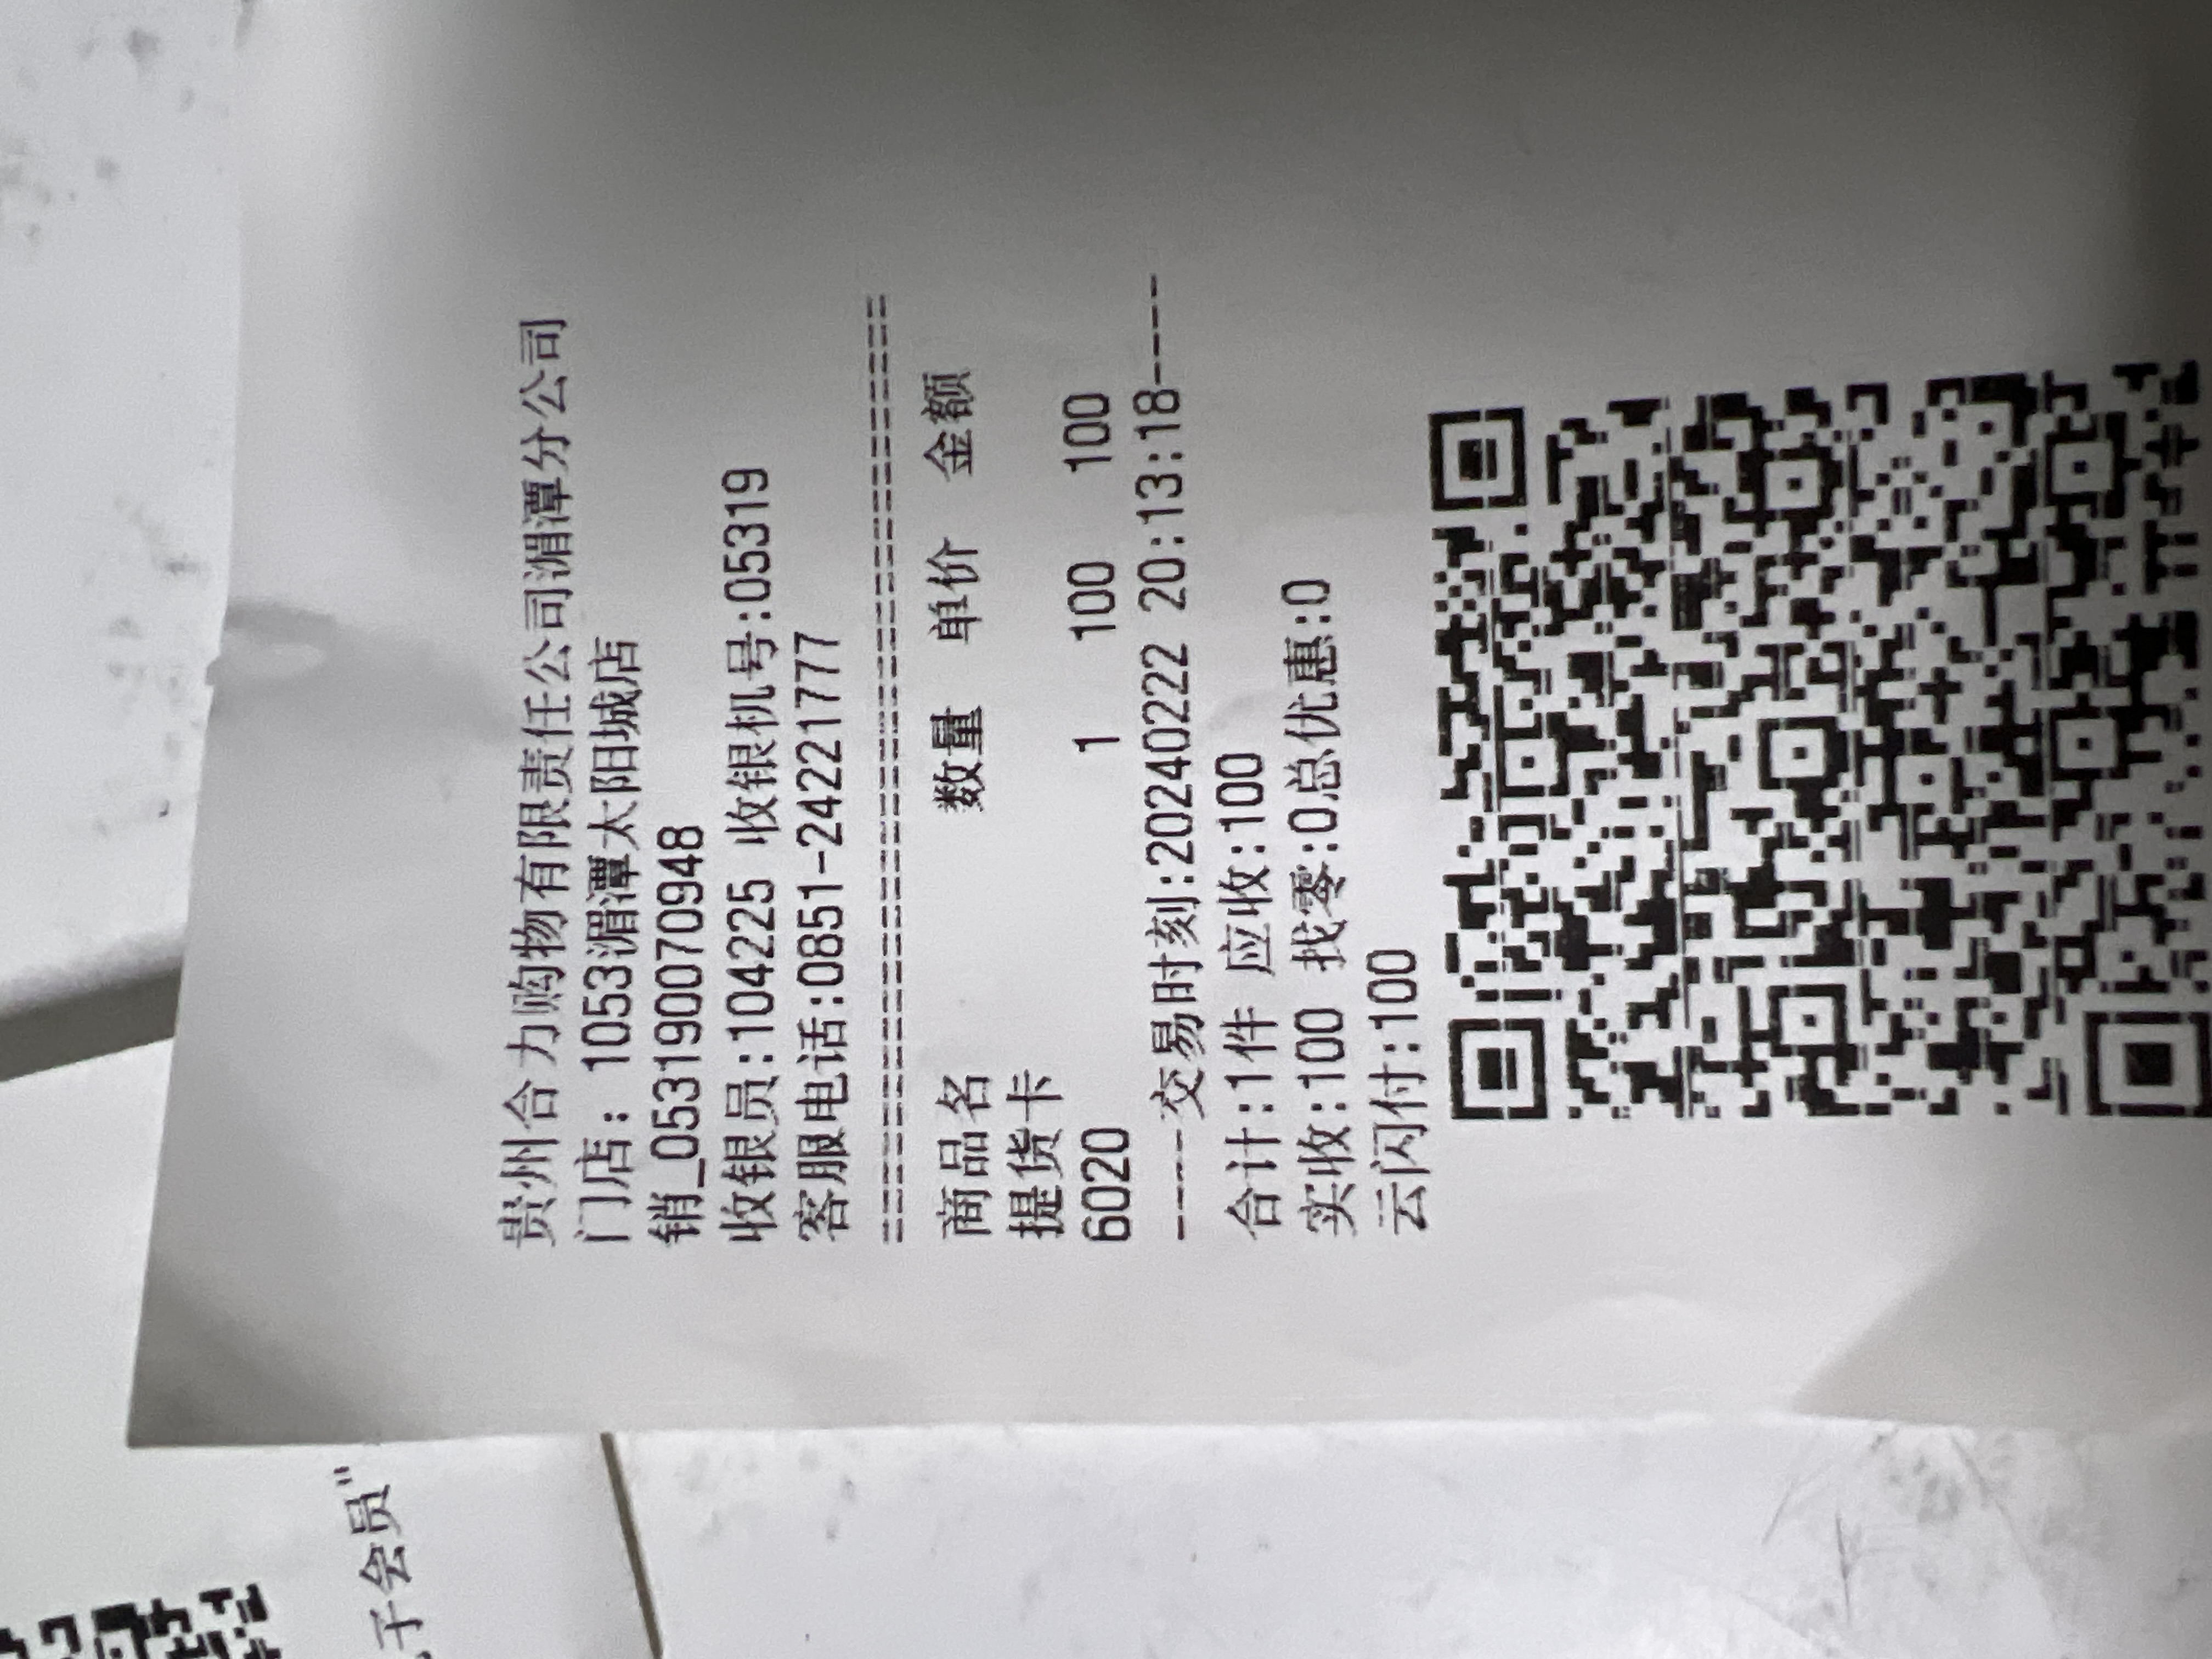 贵州合力购物有限责任公司湄潭分公司
门店: 1053湄潭太阳城店
销_053190070948
收银员:104225 收银机号:05319
客服电话:0851-24221777
==========================================
商品名 数量 单价 金额
提货卡
6020 1 100 100
-----交易时刻:20240222 20:13:18-----
合计:1件 应收:100
实收:100 找零:0总优惠:0
云闪付:100
子会员"